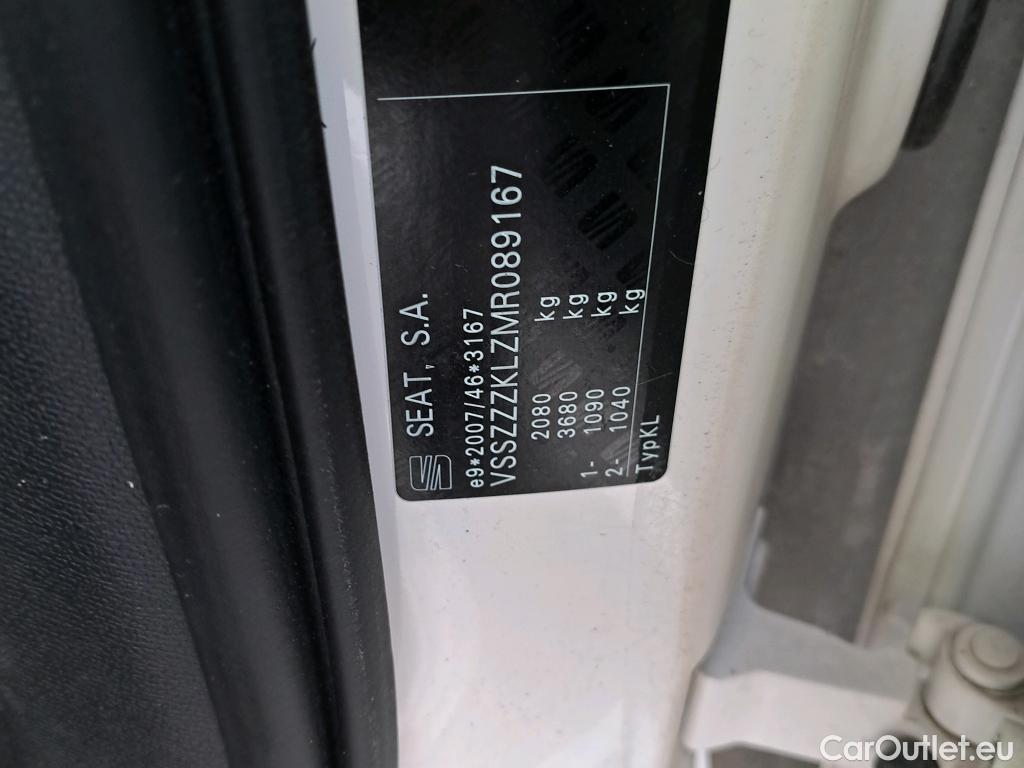 SEAT, S.A.
e9*2007/46*3167
VSSZZZKLZMR089167
2080 kg
3680 kg
1- 1090 kg
2- 1040 kg
TypKL
CarOutlet.eu